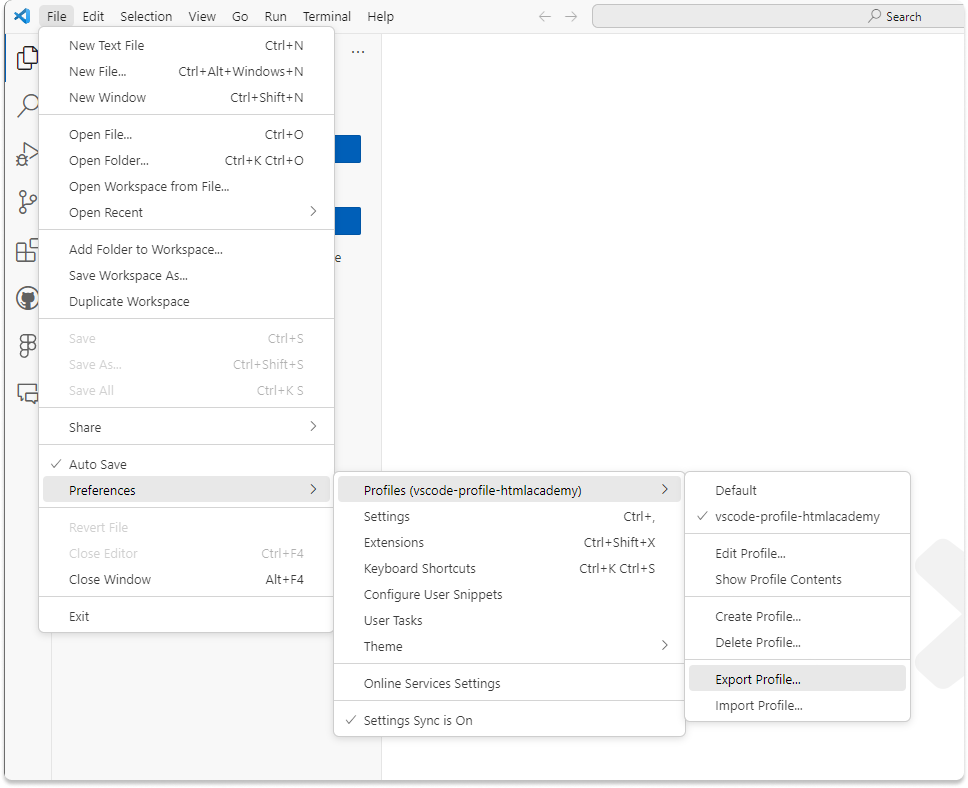 File Edit Selection View Go Run Terminal Help Search
New Text File Ctrl+N
New File... Ctrl+Alt+Windows+N
New Window Ctrl+Shift+N
Open File... Ctrl+O
Open Folder... Ctrl+K Ctrl+O
Open Workspace from File...
Open Recent
Add Folder to Workspace...
Save Workspace As...
Duplicate Workspace
Save Ctrl+S
Save As... Ctrl+Shift+S
Save All Ctrl+K S
Share
Auto Save
Preferences
Revert File
Close Editor Ctrl+F4
Close Window Alt+F4
Exit
e
Profiles (vscode-profile-htmlacademy)
Settings Ctrl+,
Extensions Ctrl+Shift+X
Keyboard Shortcuts Ctrl+K Ctrl+S
Configure User Snippets
User Tasks
Theme
Online Services Settings
Settings Sync is On
Default
vscode-profile-htmlacademy
Edit Profile...
Show Profile Contents
Create Profile...
Delete Profile...
Export Profile...
Import Profile...